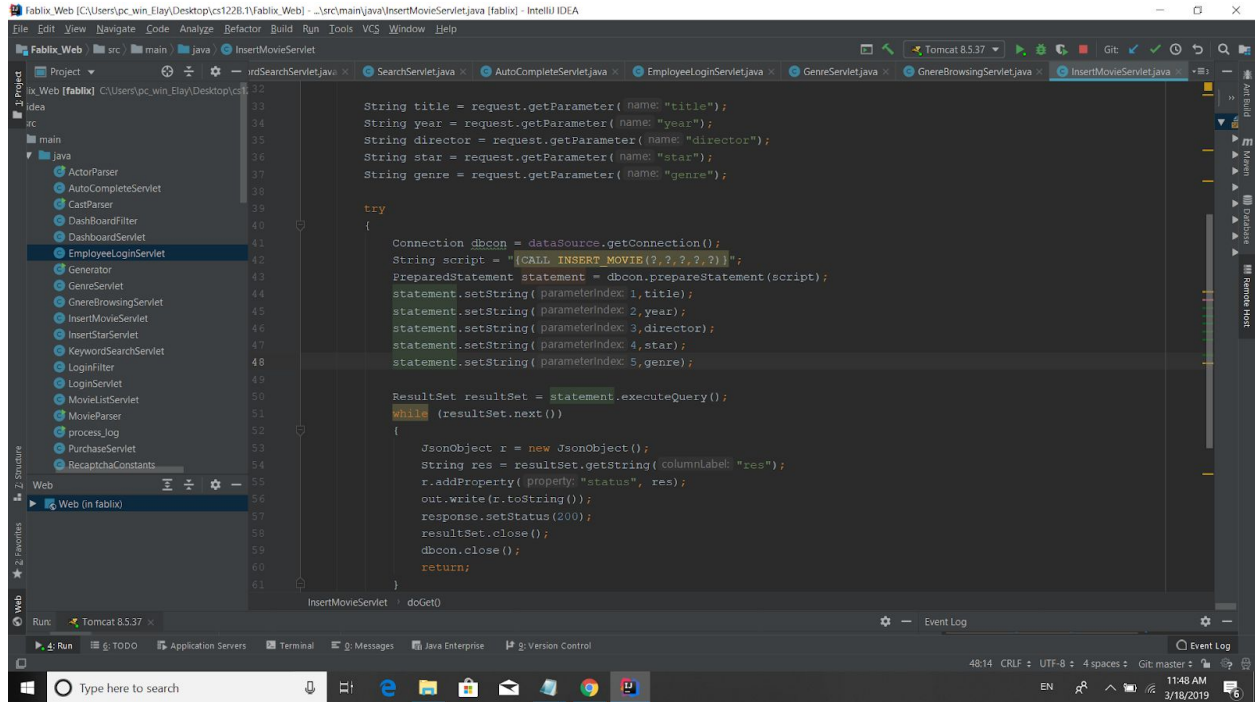 Fablix_Web [C:\Users\pc_win_Elay\Desktop\cs122B.1\Fablix_Web] - ...\src\main\java\InsertMovieServlet.java [fablix] - IntelliJ IDEA
File Edit View Navigate Code Analyze Refactor Build Run Tools VCS Window Help
Fablix_Web src main java InsertMovieServlet
Tomcat 8.5.37 Git:
Project
rdSearchServlet.java SearchServlet.java AutoCompleteServlet.java EmployeeLoginServlet.java GenreServlet.java GnereBrowsingServlet.java InsertMovieServlet.java
1: Project
ix_Web [fablix] C:\Users\pc_win_Elay\Desktop\cs1
idea
src
main
java
ActorParser
AutoCompleteServlet
CastParser
DashBoardFilter
DashboardServlet
EmployeeLoginServlet
Generator
GenreServlet
GnereBrowsingServlet
InsertMovieServlet
InsertStarServlet
KeywordSearchServlet
LoginFilter
LoginServlet
MovieListServlet
MovieParser
process_log
PurchaseServlet
RecaptchaConstants
Web
Web (in fablix)
32
33 String title = request.getParameter( name: "title");
34 String year = request.getParameter( name: "year");
35 String director = request.getParameter( name: "director");
36 String star = request.getParameter( name: "star");
37 String genre = request.getParameter( name: "genre");
38
39 try
40 {
41 Connection dbcon = dataSource.getConnection();
42 String script = "{CALL INSERT_MOVIE(?,?,?,?,?)}";
43 PreparedStatement statement = dbcon.prepareStatement(script);
44 statement.setString( parameterIndex: 1,title);
45 statement.setString( parameterIndex: 2,year);
46 statement.setString( parameterIndex: 3,director);
47 statement.setString( parameterIndex: 4,star);
48 statement.setString( parameterIndex: 5,genre);
49
50 ResultSet resultSet = statement.executeQuery();
51 while (resultSet.next())
52 {
53 JsonObject r = new JsonObject();
54 String res = resultSet.getString( columnLabel: "res");
55 r.addProperty( property: "status", res);
56 out.write(r.toString());
57 response.setStatus(200);
58 resultSet.close();
59 dbcon.close();
60 return;
61 }
InsertMovieServlet doGet()
Ant Build
Maven
Database
Remote Host
Z: Structure
2: Favorites
Web
Run: Tomcat 8.5.37
Event Log
4: Run 6: TODO Application Servers Terminal 0: Messages Java Enterprise 9: Version Control Event Log
48:14 CRLF UTF-8 4 spaces Git: master
Type here to search
EN
11:48 AM
3/18/2019
6